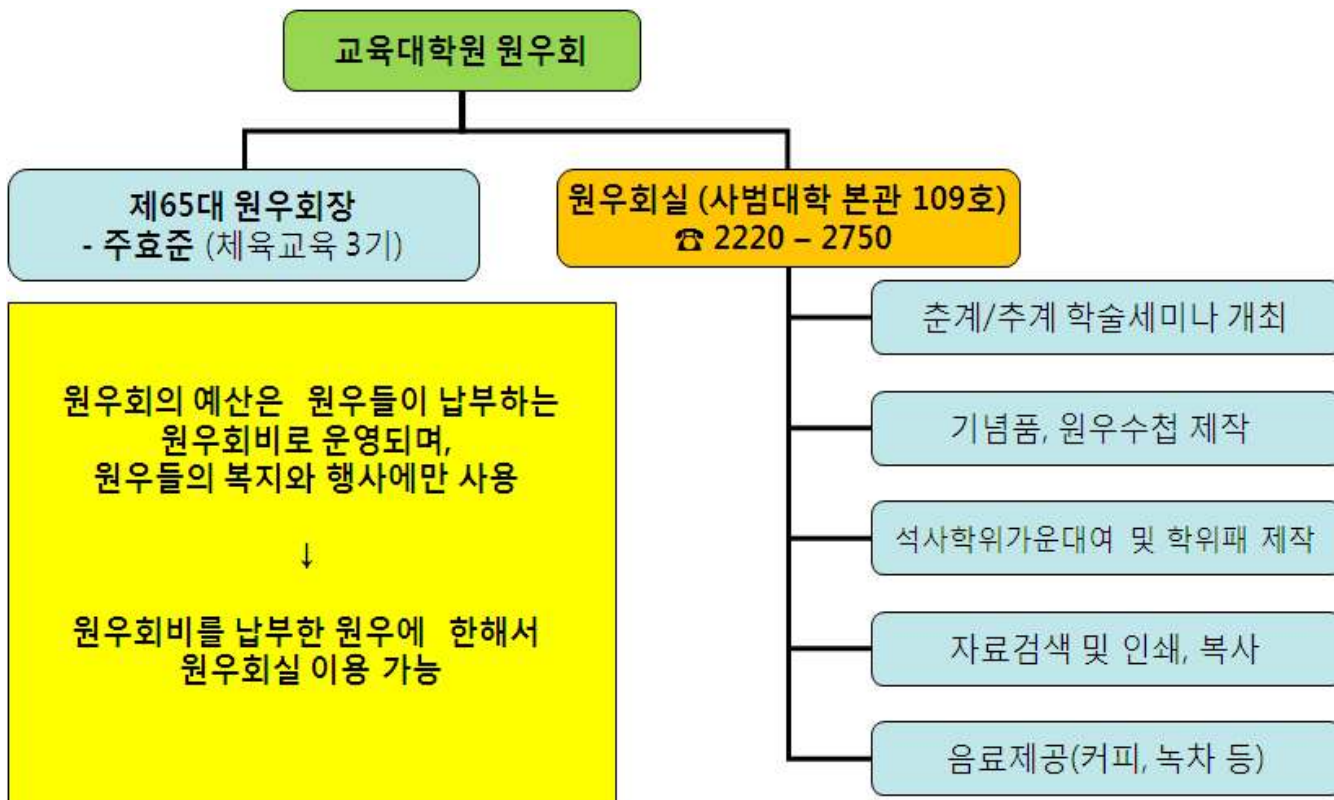 교육대학원 원우회
제65대 원우회장
- 주효준 (체육교육 3기)
원우회실 (사범대학 본관 109호)
☎ 2220 – 2750
원우회의 예산은 원우들이 납부하는
원우회비로 운영되며,
원우들의 복지와 행사에만 사용
↓
원우회비를 납부한 원우에 한해서
원우회실 이용 가능
춘계/추계 학술세미나 개최
기념품, 원우수첩 제작
석사학위가운대여 및 학위패 제작
자료검색 및 인쇄, 복사
음료제공(커피, 녹차 등)